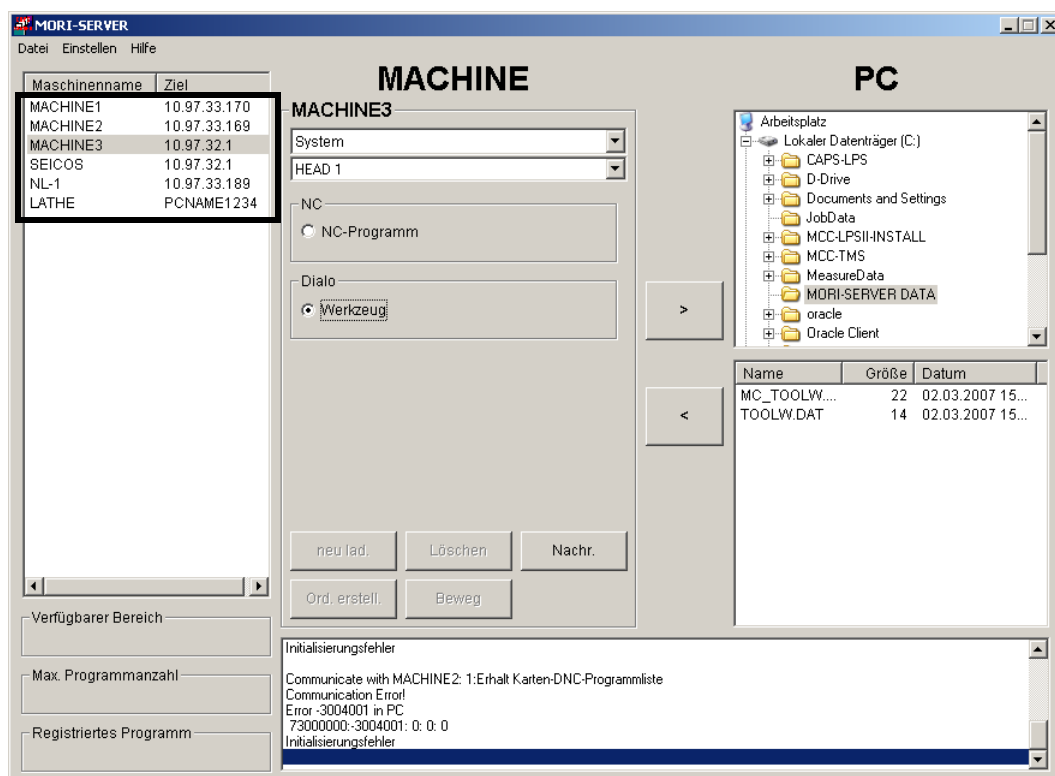 MORI-SERVER
Datei Einstellen Hilfe
MACHINE
PC
Maschinenname Ziel
MACHINE1 10.97.33.170
MACHINE2 10.97.33.169
MACHINE3 10.97.32.1
SEICOS 10.97.32.1
NL-1 10.97.33.189
LATHE PCNAME1234
MACHINE3
System
HEAD 1
NC
NC-Programm
Dialo
Werkzeug
neu lad.
Löschen
Nachr.
Ord. erstell.
Beweg
>
<
Arbeitsplatz
Lokaler Datenträger (C:)
CAPS-LPS
D-Drive
Documents and Settings
JobData
MCC-LPSII-INSTALL
MCC-TMS
MeasureData
MORI-SERVER DATA
oracle
Oracle Client
Name Größe Datum
MC_TOOLW.... 22 02.03.2007 15...
TOOLW.DAT 14 02.03.2007 15...
Verfügbarer Bereich
Max. Programmanzahl
Registriertes Programm
Initialisierungsfehler
Communicate with MACHINE2: 1:Erhalt Karten-DNC-Programmliste
Communication Error!
Error -3004001 in PC
73000000:-3004001: 0: 0: 0
Initialisierungsfehler